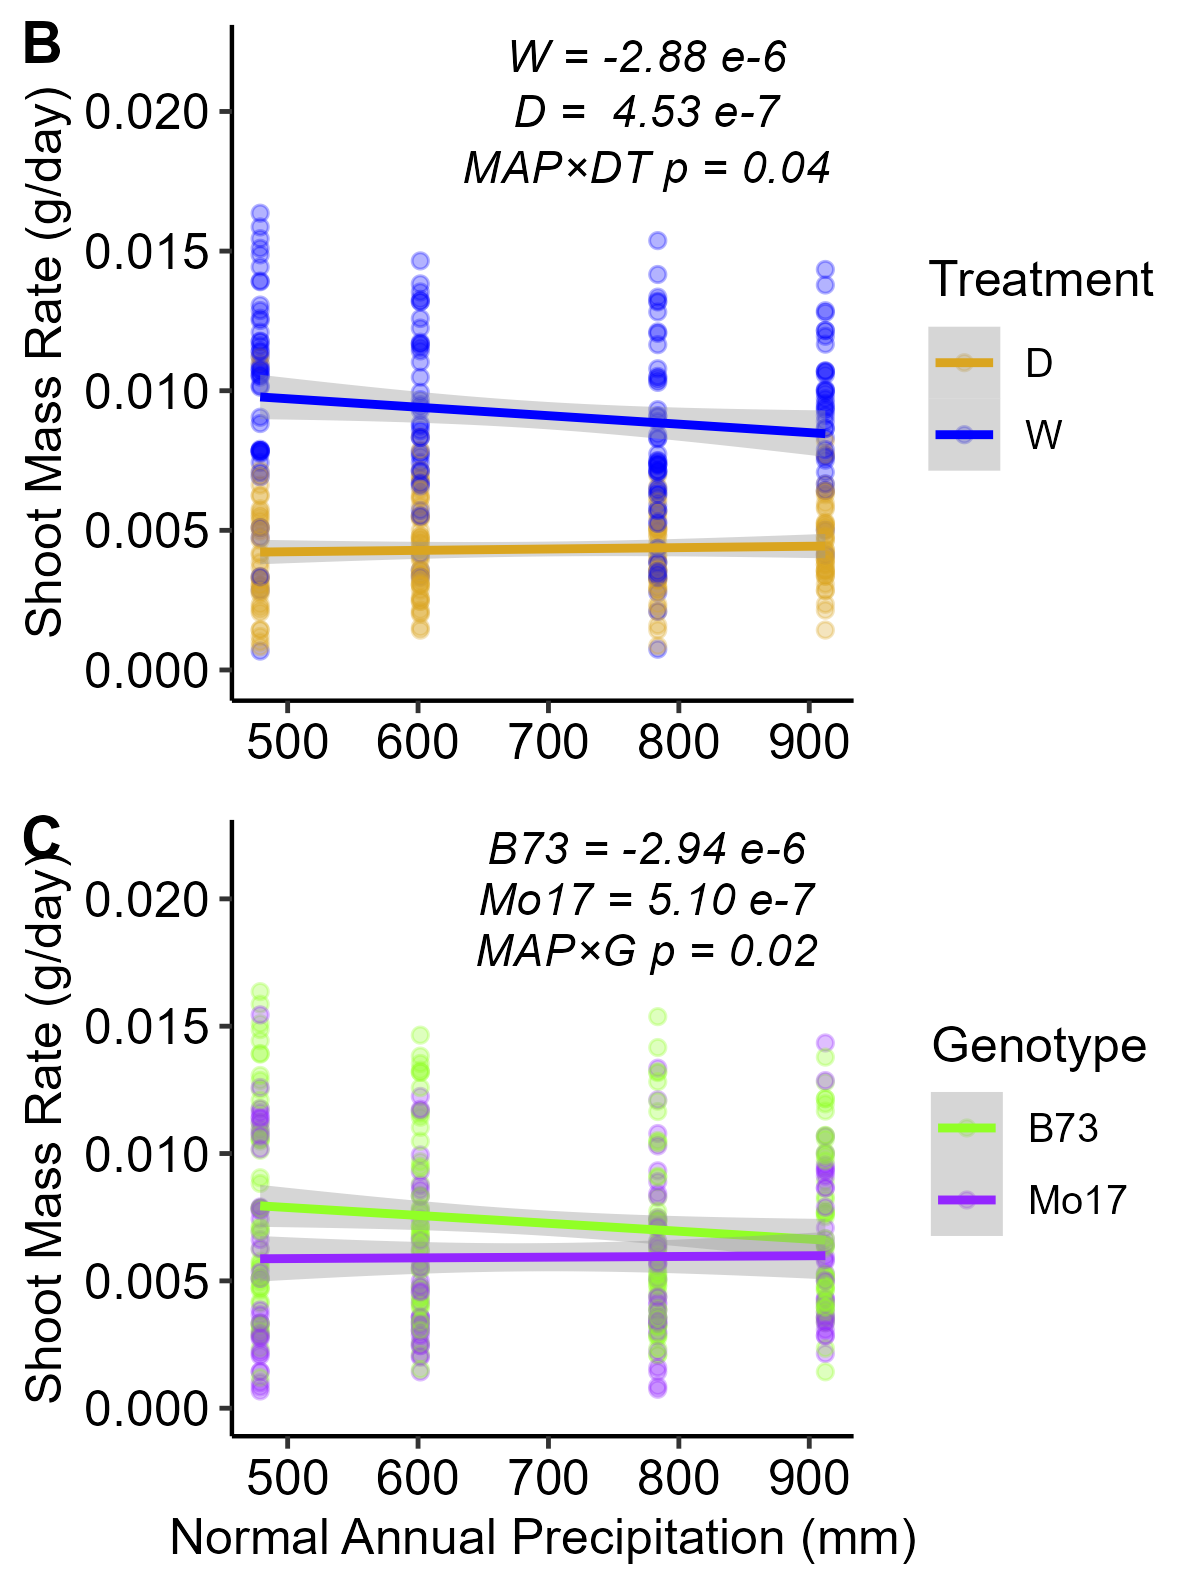 B
W = -2.88 e-6
D = 4.53 e-7
MAP×DT p = 0.04
Shoot Mass Rate (g/day)
0.020
0.015
0.010
0.005
0.000
500 600 700 800 900
Treatment
D
W
C
B73 = -2.94 e-6
Mo17 = 5.10 e-7
MAP×G p = 0.02
Shoot Mass Rate (g/day)
0.020
0.015
0.010
0.005
0.000
500 600 700 800 900
Normal Annual Precipitation (mm)
Genotype
B73
Mo17